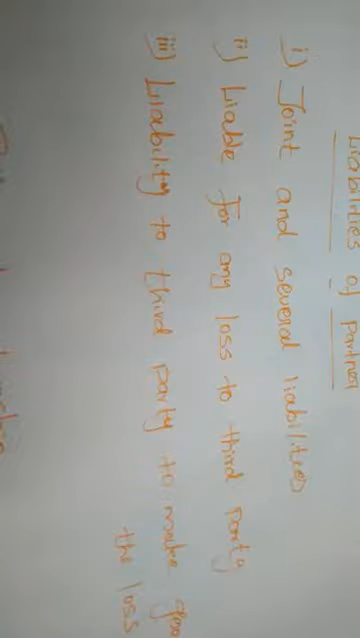 Liabilities of partner
i) Joint and several liabilities
ii) Liable for any loss to third party
iii) Liability to third party to make
the loss